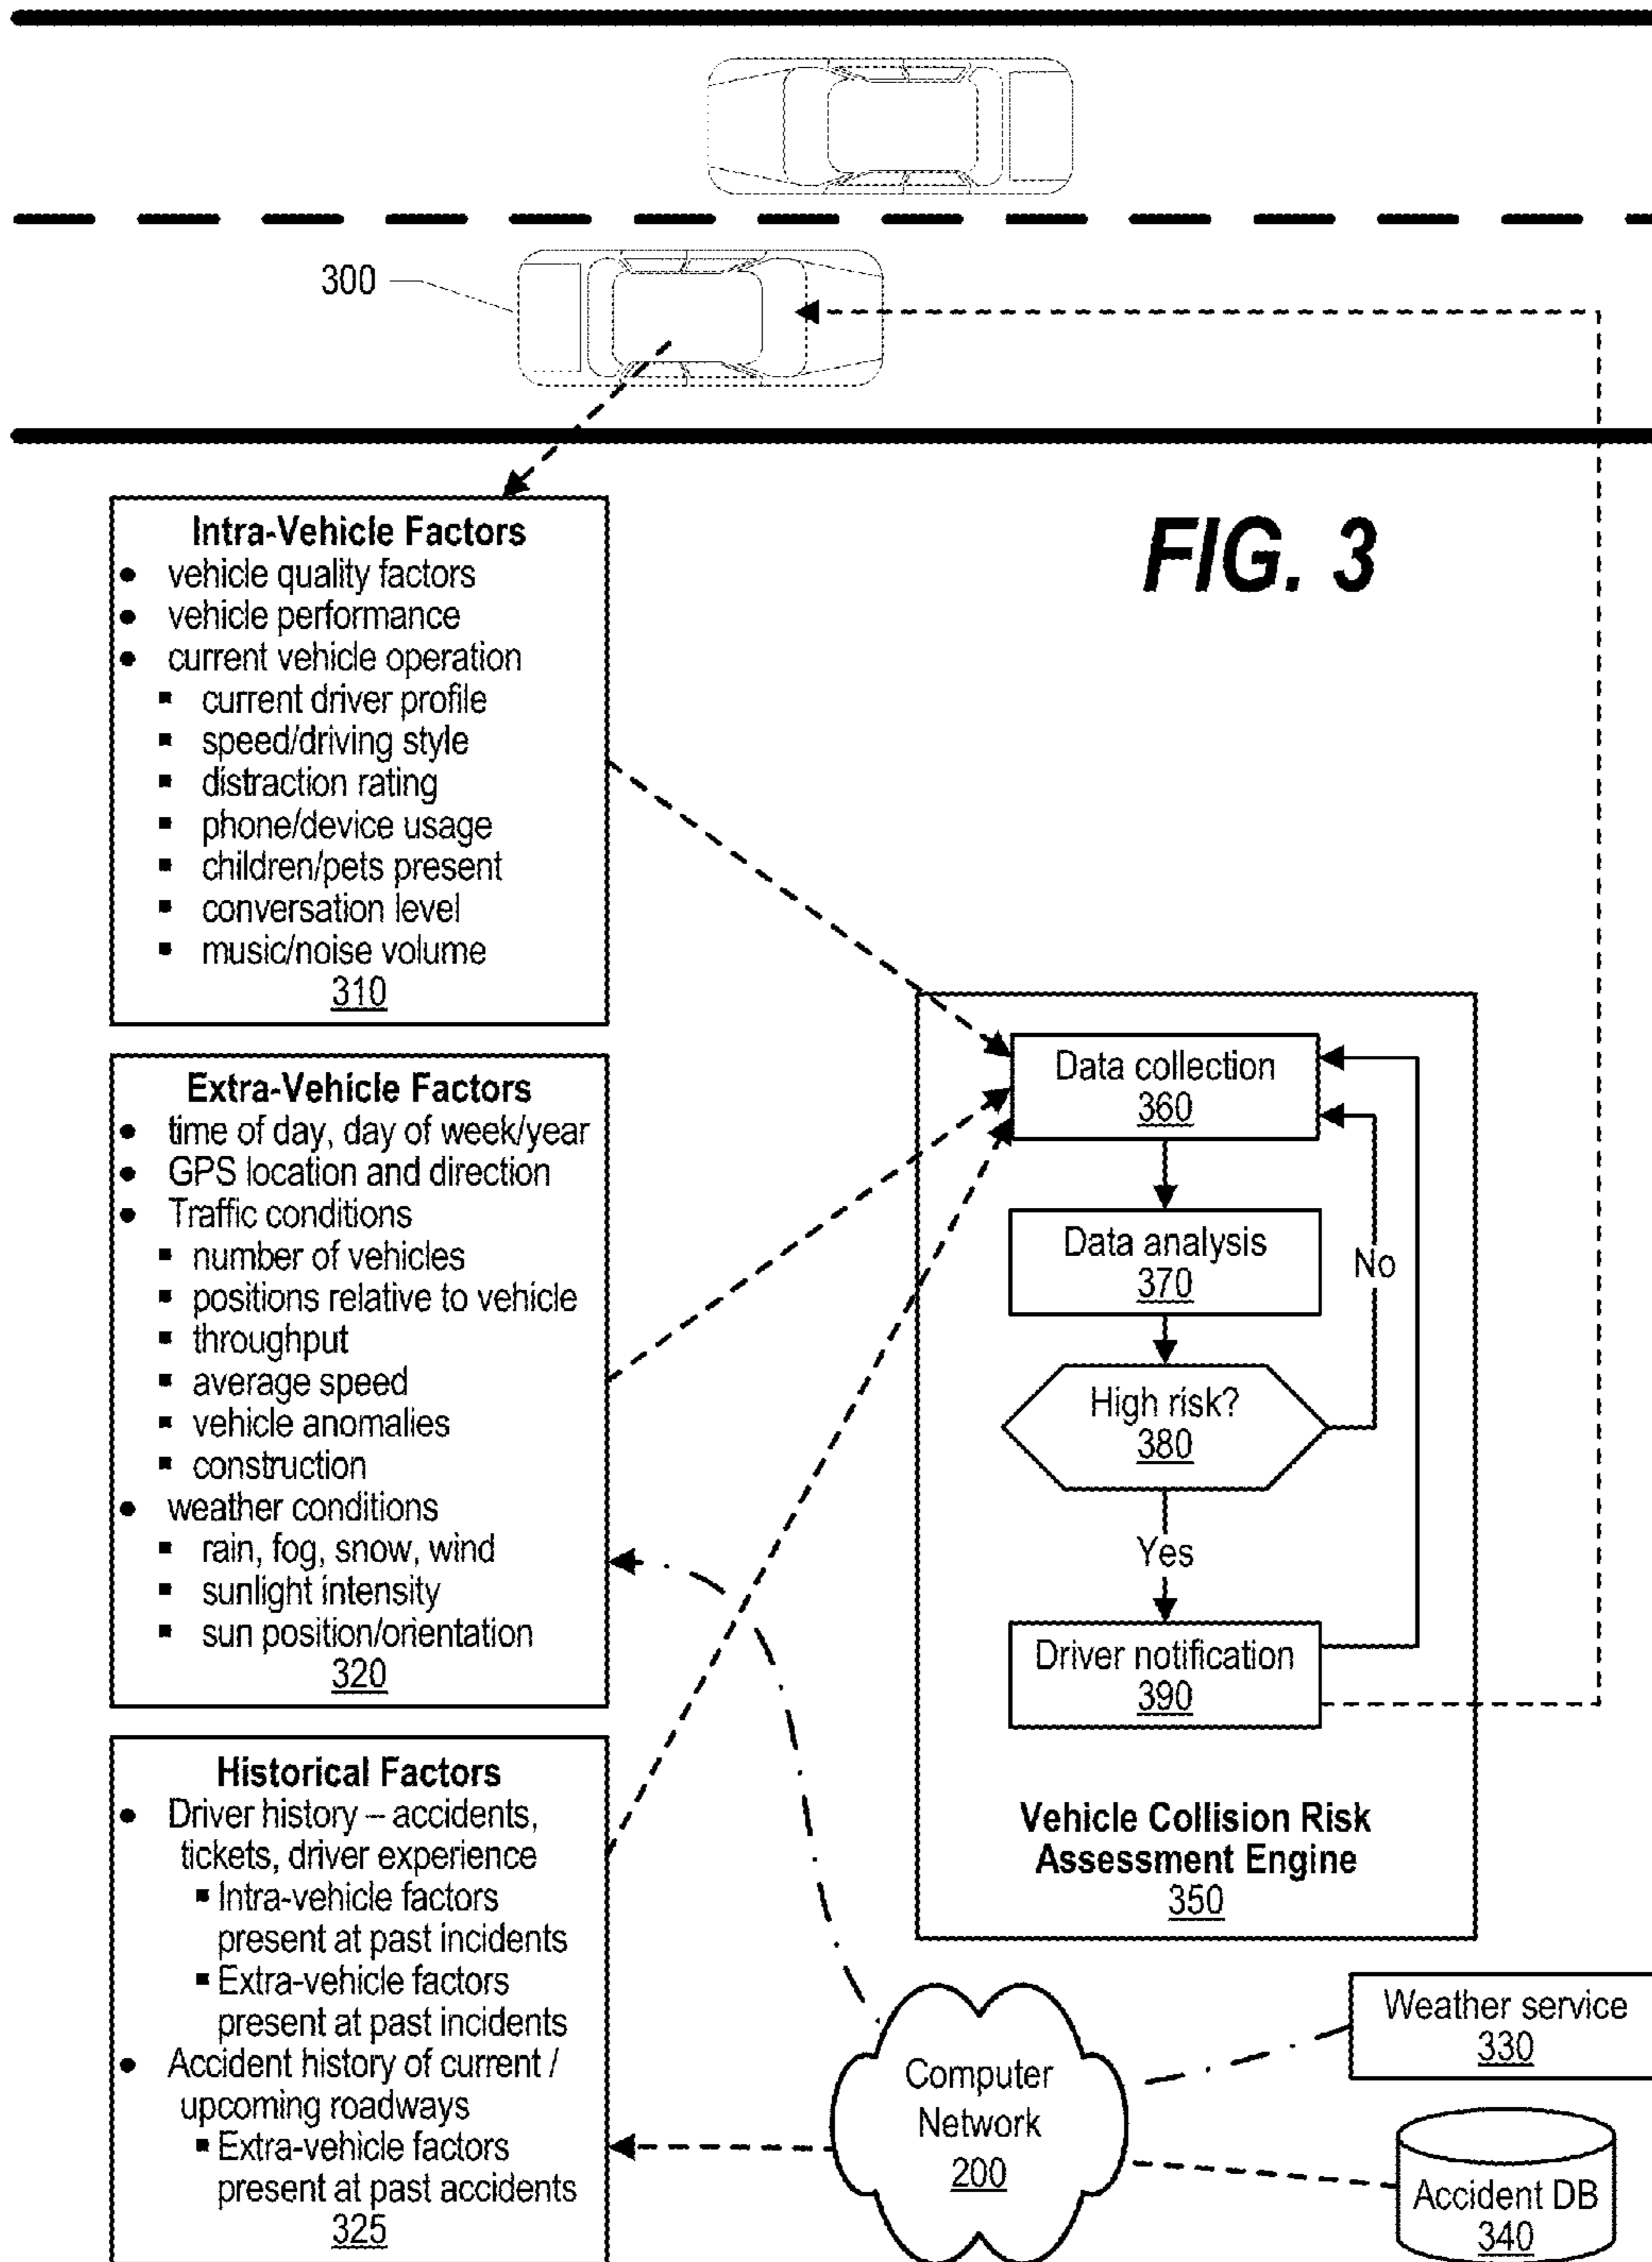 300
FIG. 3
Intra-Vehicle Factors
• vehicle quality factors
• vehicle performance
• current vehicle operation
▪ current driver profile
▪ speed/driving style
▪ distraction rating
▪ phone/device usage
▪ children/pets present
▪ conversation level
▪ music/noise volume
310
Extra-Vehicle Factors
• time of day, day of week/year
• GPS location and direction
• Traffic conditions
▪ number of vehicles
▪ positions relative to vehicle
▪ throughput
▪ average speed
▪ vehicle anomalies
▪ construction
• weather conditions
▪ rain, fog, snow, wind
▪ sunlight intensity
▪ sun position/orientation
320
Historical Factors
• Driver history – accidents,
tickets, driver experience
▪ Intra-vehicle factors
present at past incidents
▪ Extra-vehicle factors
present at past incidents
• Accident history of current /
upcoming roadways
▪ Extra-vehicle factors
present at past accidents
325
Data collection
360
Data analysis
370
No
High risk?
380
Yes
Driver notification
390
Vehicle Collision Risk
Assessment Engine
350
Computer
Network
200
Weather service
330
Accident DB
340